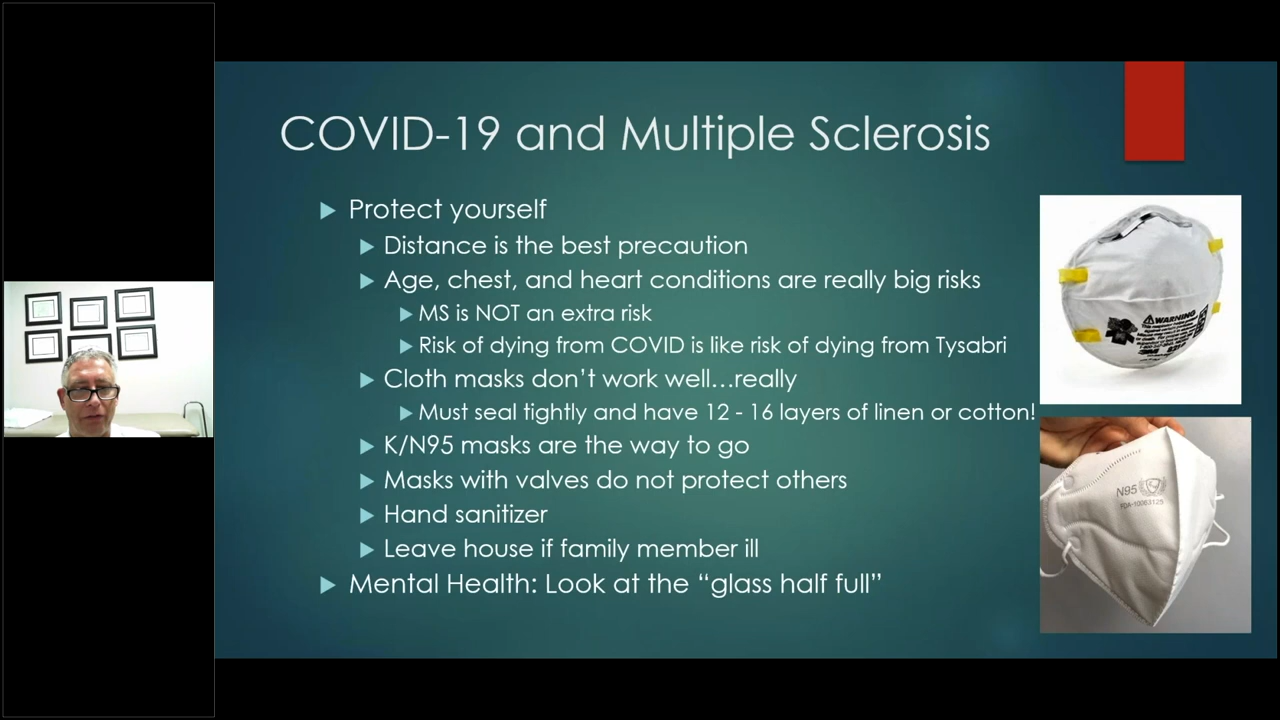 COVID-19 and Multiple Sclerosis
Protect yourself
Distance is the best precaution
Age, chest, and heart conditions are really big risks
MS is NOT an extra risk
Risk of dying from COVID is like risk of dying from Tysabri
Cloth masks don’t work well…really
Must seal tightly and have 12 - 16 layers of linen or cotton!
K/N95 masks are the way to go
Masks with valves do not protect others
Hand sanitizer
Leave house if family member ill
Mental Health: Look at the “glass half full”
WARNING
N95